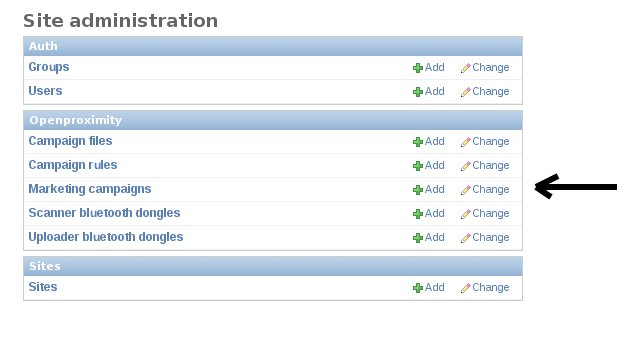 Site administration
Auth
Groups Add Change
Users Add Change
Openproximity
Campaign files Add Change
Campaign rules Add Change
Marketing campaigns Add Change
Scanner bluetooth dongles Add Change
Uploader bluetooth dongles Add Change
Sites
Sites Add Change